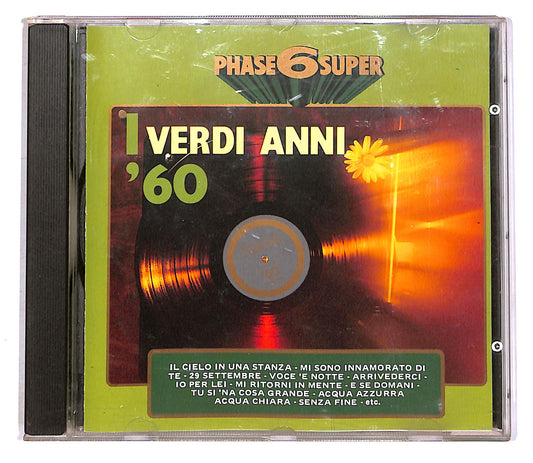 PHASE 6 SUPER
I VERDI ANNI
'60
IL CIELO IN UNA STANZA - MI SONO INNAMORATO DI
TE - 29 SETTEMBRE - VOCE 'E NOTTE - ARRIVEDERCI -
IO PER LEI - MI RITORNI IN MENTE - E SE DOMANI -
TU SI 'NA COSA GRANDE - ACQUA AZZURRA
ACQUA CHIARA - SENZA FINE - etc.